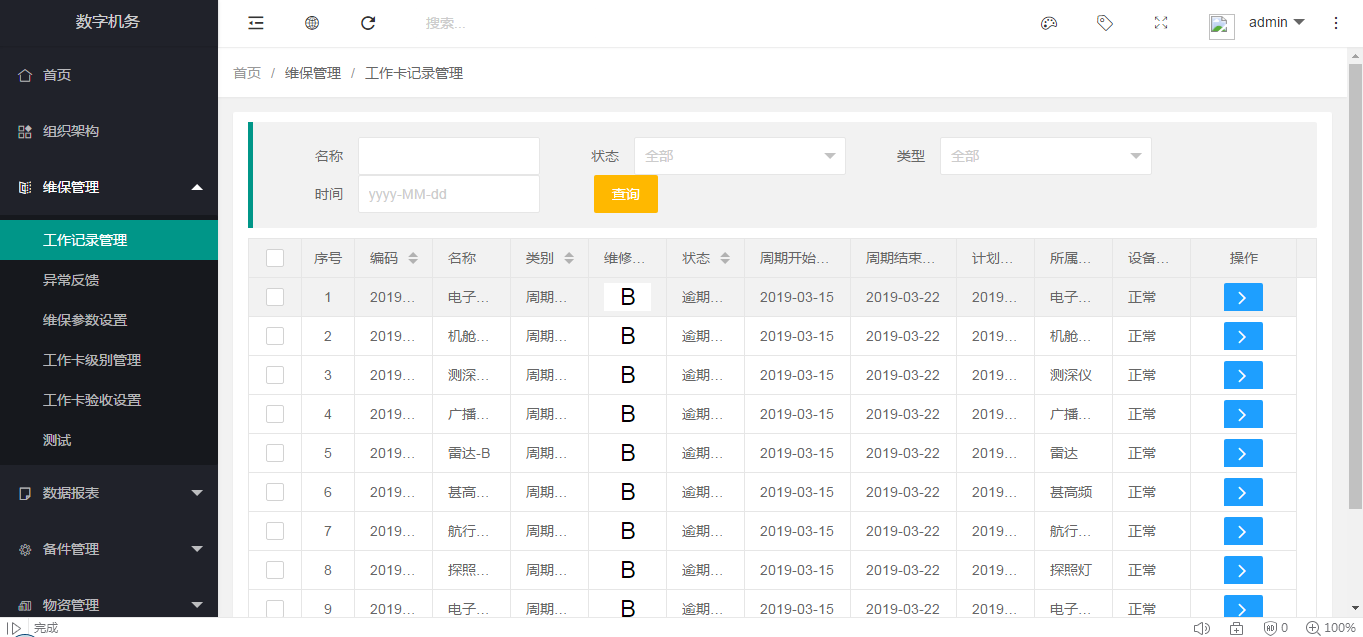 数字机务
搜索...
admin
首页
组织架构
维保管理
工作记录管理
异常反馈
维保参数设置
工作卡级别管理
工作卡验收设置
测试
数据报表
备件管理
物资管理
首页 / 维保管理 / 工作卡记录管理
名称 状态 全部 类型 全部
时间 yyyy-MM-dd 查询
序号 编码 名称 类别 维修... 状态 周期开始... 周期结束... 计划... 所属... 设备... 操作
1 2019... 电子... 周期... B 逾期... 2019-03-15 2019-03-22 2019... 电子... 正常
2 2019... 机舱... 周期... B 逾期... 2019-03-15 2019-03-22 2019... 机舱... 正常
3 2019... 测深... 周期... B 逾期... 2019-03-15 2019-03-22 2019... 测深仪 正常
4 2019... 广播... 周期... B 逾期... 2019-03-15 2019-03-22 2019... 广播... 正常
5 2019... 雷达-B 周期... B 逾期... 2019-03-15 2019-03-22 2019... 雷达 正常
6 2019... 甚高... 周期... B 逾期... 2019-03-15 2019-03-22 2019... 甚高频 正常
7 2019... 航行... 周期... B 逾期... 2019-03-15 2019-03-22 2019... 航行... 正常
8 2019... 探照... 周期... B 逾期... 2019-03-15 2019-03-22 2019... 探照灯 正常
9 2019... 电子... 周期... B 逾期... 2019-03-15 2019-03-22 2019... 电子... 正常
完成 AD 0 100%